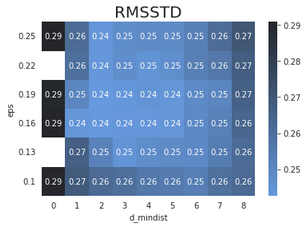 RMSSTD
0.25 0.29 0.26 0.24 0.24 0.25 0.25 0.25 0.26 0.27 0.29
0.22 0.26 0.24 0.24 0.24 0.24 0.25 0.26 0.27 0.28
0.19 0.29 0.25 0.24 0.24 0.24 0.24 0.25 0.25 0.27 0.27
0.16 0.29 0.24 0.24 0.24 0.24 0.24 0.25 0.25 0.26 0.26
0.13 0.27 0.25 0.25 0.25 0.25 0.25 0.25 0.26
0.1 0.29 0.27 0.26 0.26 0.26 0.26 0.25 0.26 0.26 0.25
0 1 2 3 4 5 6 7 8
d_mindist
eps